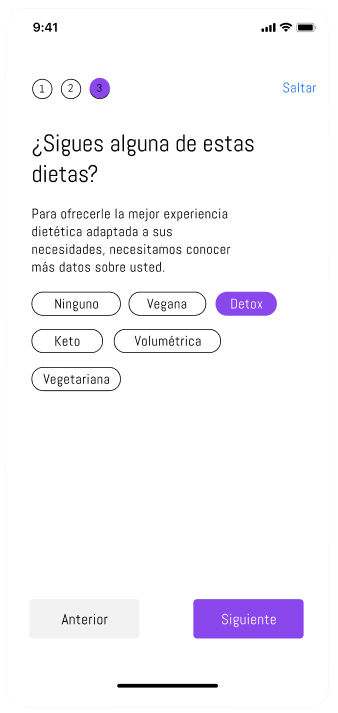 9:41
1 2 3 Saltar
¿Sigues alguna de estas
dietas?
Para ofrecerle la mejor experiencia
dietética adaptada a sus
necesidades, necesitamos conocer
más datos sobre usted.
Ninguno Vegana Detox
Keto Volumétrica
Vegetariana
Anterior Siguiente